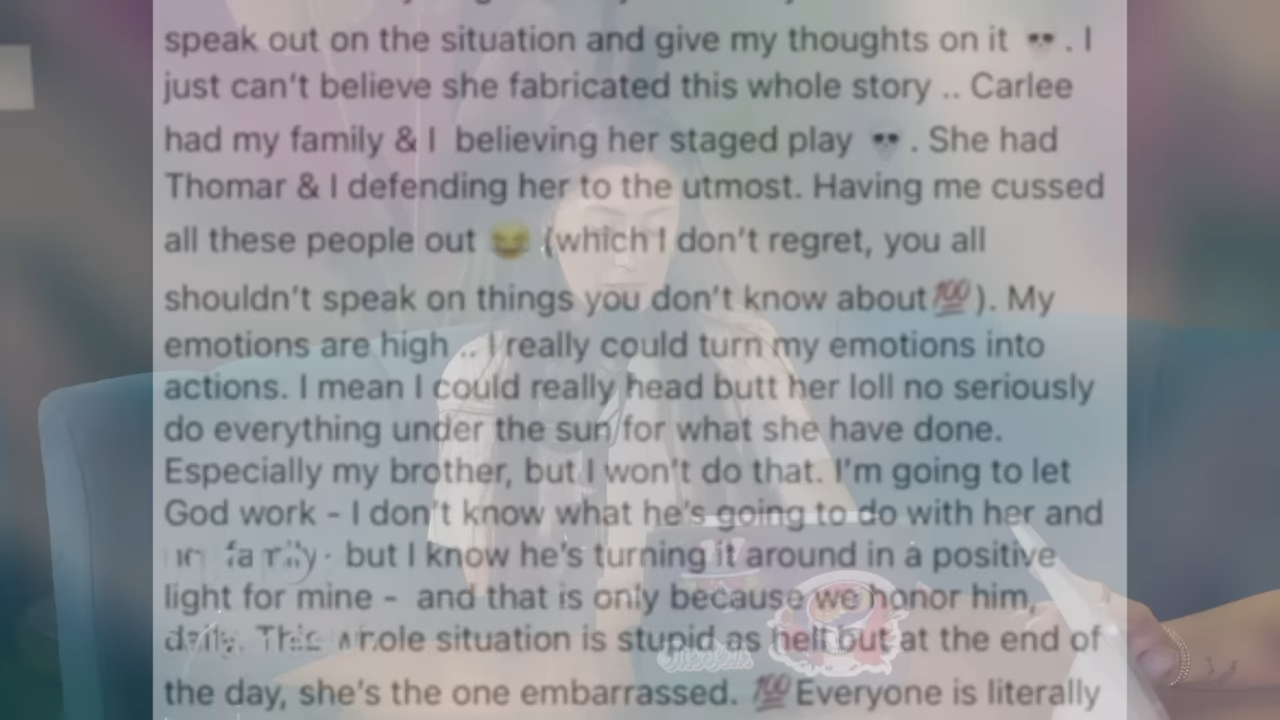 speak out on the situation and give my thoughts on it 💀 . I
just can't believe she fabricated this whole story .. Carlee
had my family & I believing her staged play 💀 . She had
Thomar & I defending her to the utmost. Having me cussed
all these people out 😂 (which I don't regret, you all
shouldn't speak on things you don't know about💯). My
emotions are high .. I really could turn my emotions into
actions. I mean I could really head butt her loll no seriously
do everything under the sun for what she have done.
Especially my brother, but I won't do that. I'm going to let
God work - I don't know what he's going to do with her and
family - but I know he's turning it around in a positive
light for mine - and that is only because we honor him,
daily. This whole situation is stupid as hell but at the end of
the day, she's the one embarrassed. 💯Everyone is literally